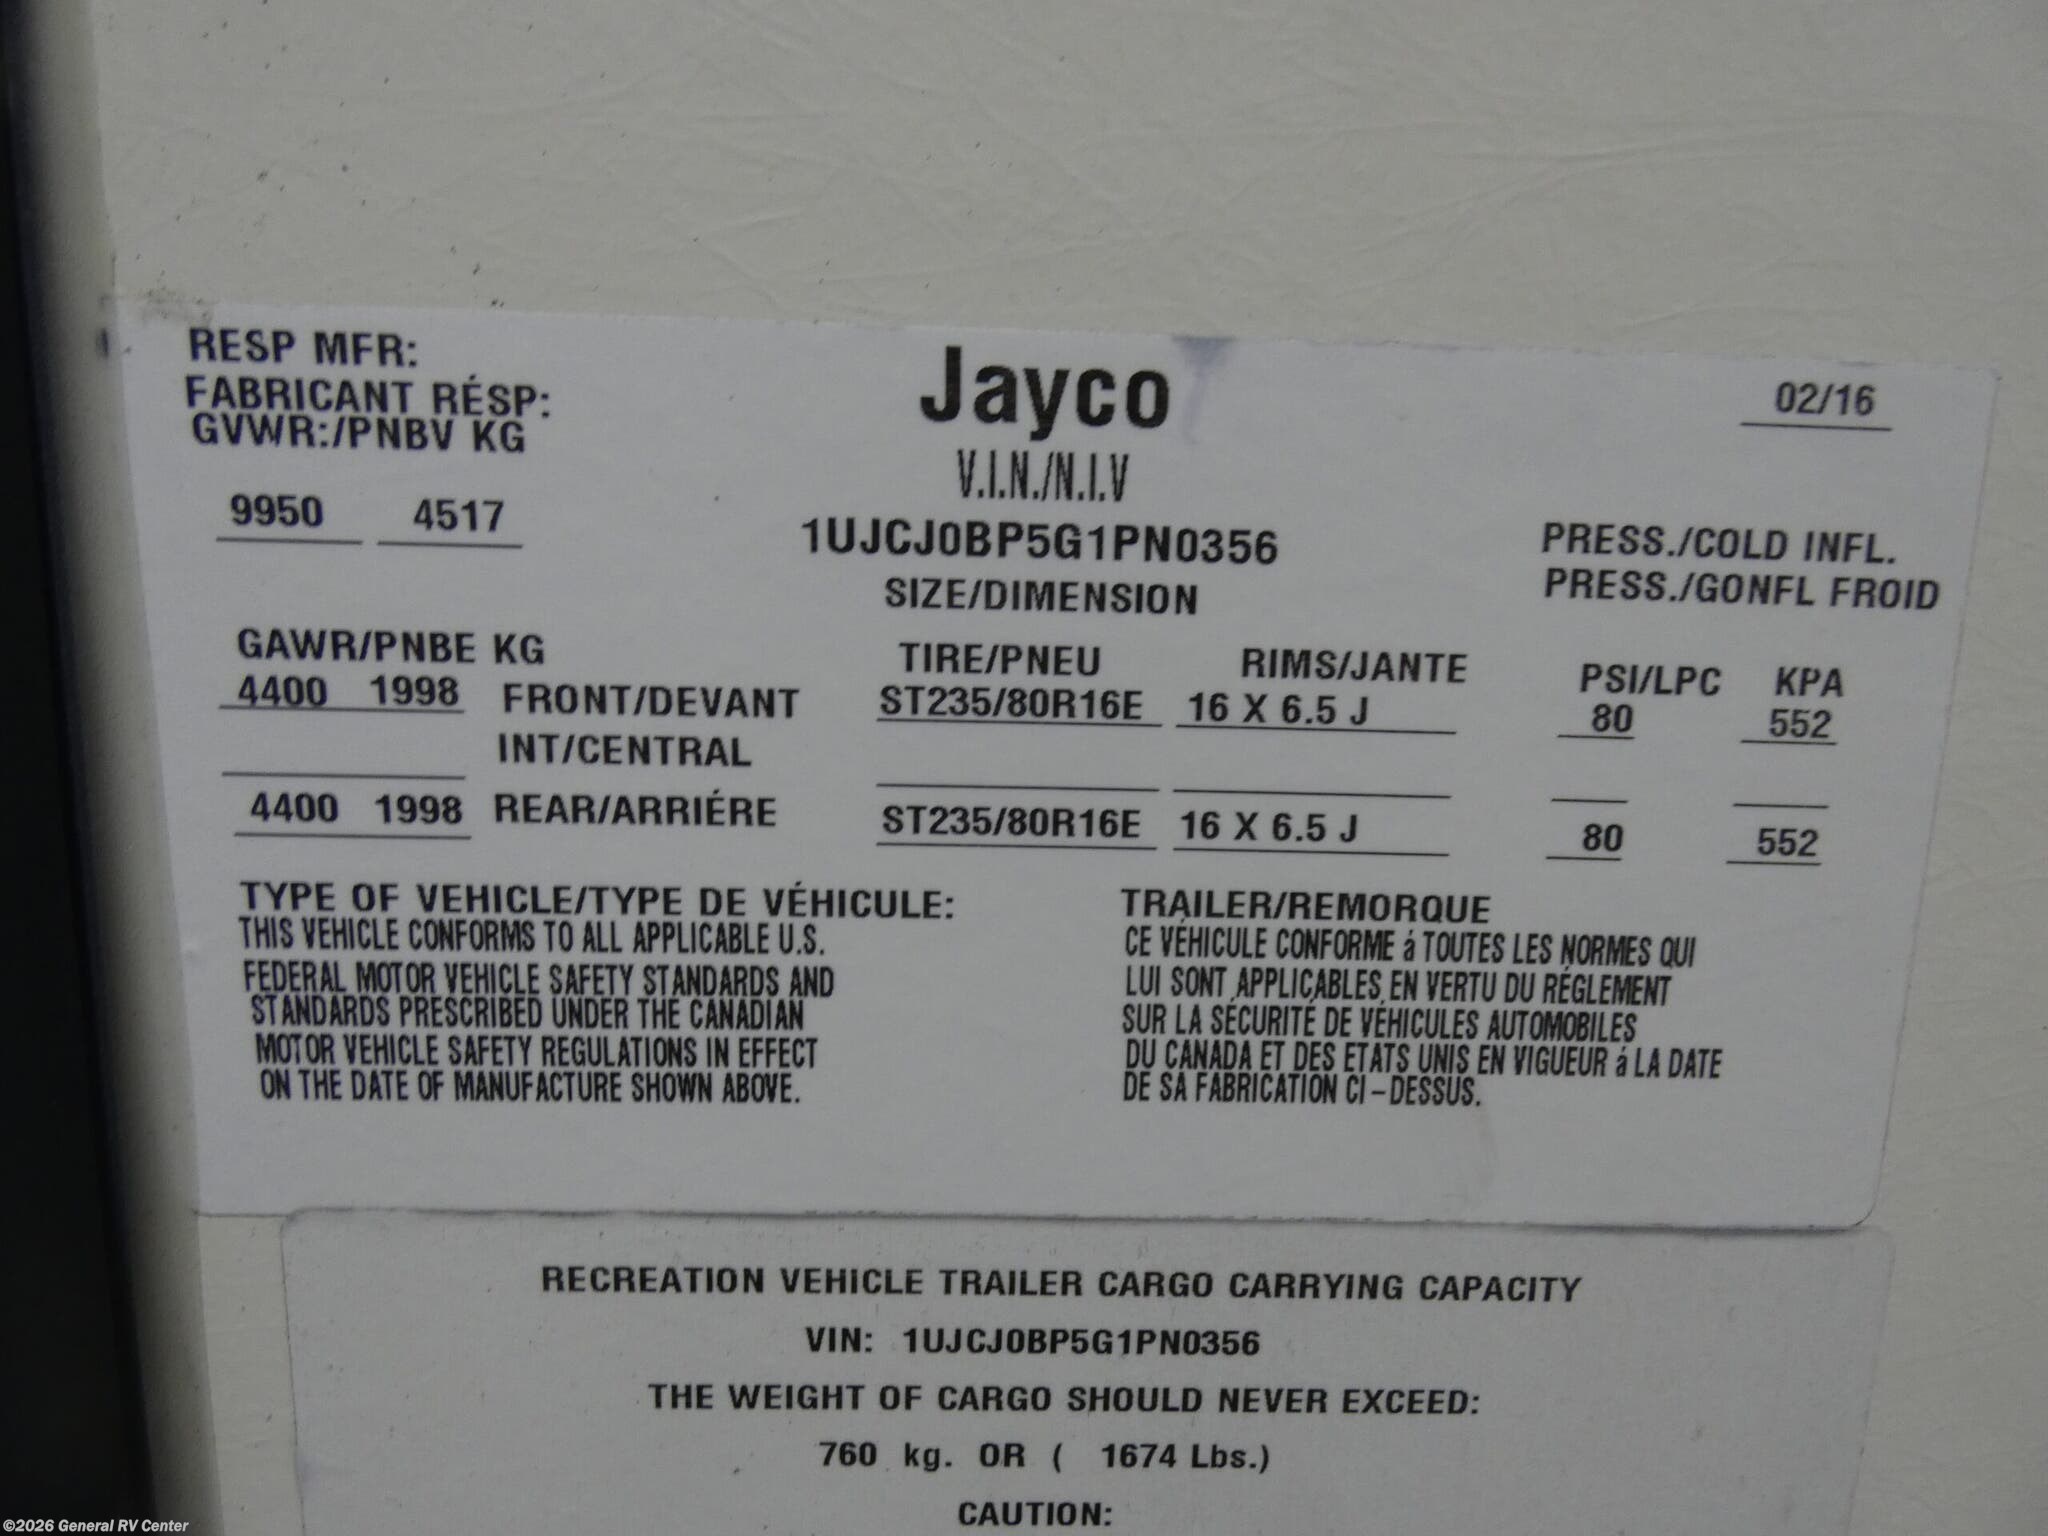 RESP MFR:
FABRICANT RÉSP:
GVWR:/PNBV KG
Jayco
02/16
V.I.N./N.I.V
9950 4517
1UJCJ0BP5G1PN0356
PRESS./COLD INFL.
SIZE/DIMENSION
PRESS./GONFL FROID
GAWR/PNBE KG TIRE/PNEU RIMS/JANTE PSI/LPC KPA
4400 1998 FRONT/DEVANT ST235/80R16E 16 X 6.5 J 80 552
INT/CENTRAL
4400 1998 REAR/ARRIÉRE ST235/80R16E 16 X 6.5 J 80 552
TYPE OF VEHICLE/TYPE DE VÉHICULE: TRAILER/REMORQUE
THIS VEHICLE CONFORMS TO ALL APPLICABLE U.S.
FEDERAL MOTOR VEHICLE SAFETY STANDARDS AND
STANDARDS PRESCRIBED UNDER THE CANADIAN
MOTOR VEHICLE SAFETY REGULATIONS IN EFFECT
ON THE DATE OF MANUFACTURE SHOWN ABOVE.
CE VÉHICULE CONFORME á TOUTES LES NORMES QUI
LUI SONT APPLICABLES EN VERTU DU RÉGLEMENT
SUR LA SÉCURITÉ DE VÉHICULES AUTOMOBILES
DU CANADA ET DES ETATS UNIS EN VIGUEUR á LA DATE
DE SA FABRICATION CI-DESSUS.
RECREATION VEHICLE TRAILER CARGO CARRYING CAPACITY
VIN: 1UJCJ0BP5G1PN0356
THE WEIGHT OF CARGO SHOULD NEVER EXCEED:
760 kg. OR ( 1674 Lbs.)
CAUTION:
©2026 General RV Center